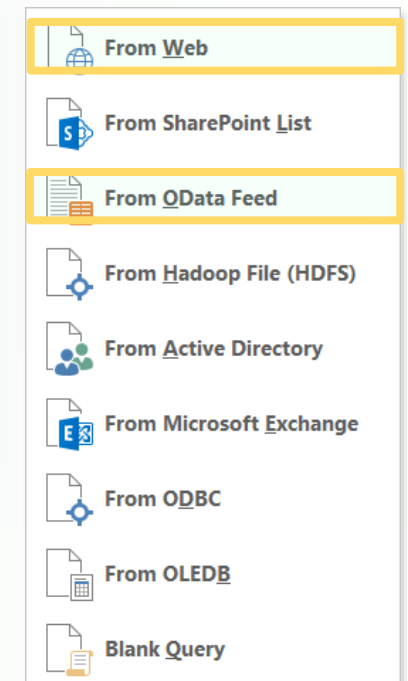 From Web
From SharePoint List
From OData Feed
From Hadoop File (HDFS)
From Active Directory
From Microsoft Exchange
From ODBC
From OLEDB
Blank Query